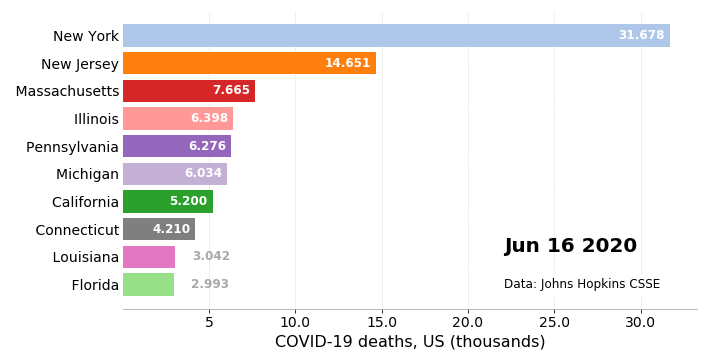 New York 31.678
New Jersey 14.651
Massachusetts 7.665
Illinois 6.398
Pennsylvania 6.276
Michigan 6.034
California 5.200
Connecticut 4.210
Louisiana 3.042
Florida 2.993
Jun 16 2020
Data: Johns Hopkins CSSE
5 10.0 15.0 20.0 25.0 30.0
COVID-19 deaths, US (thousands)